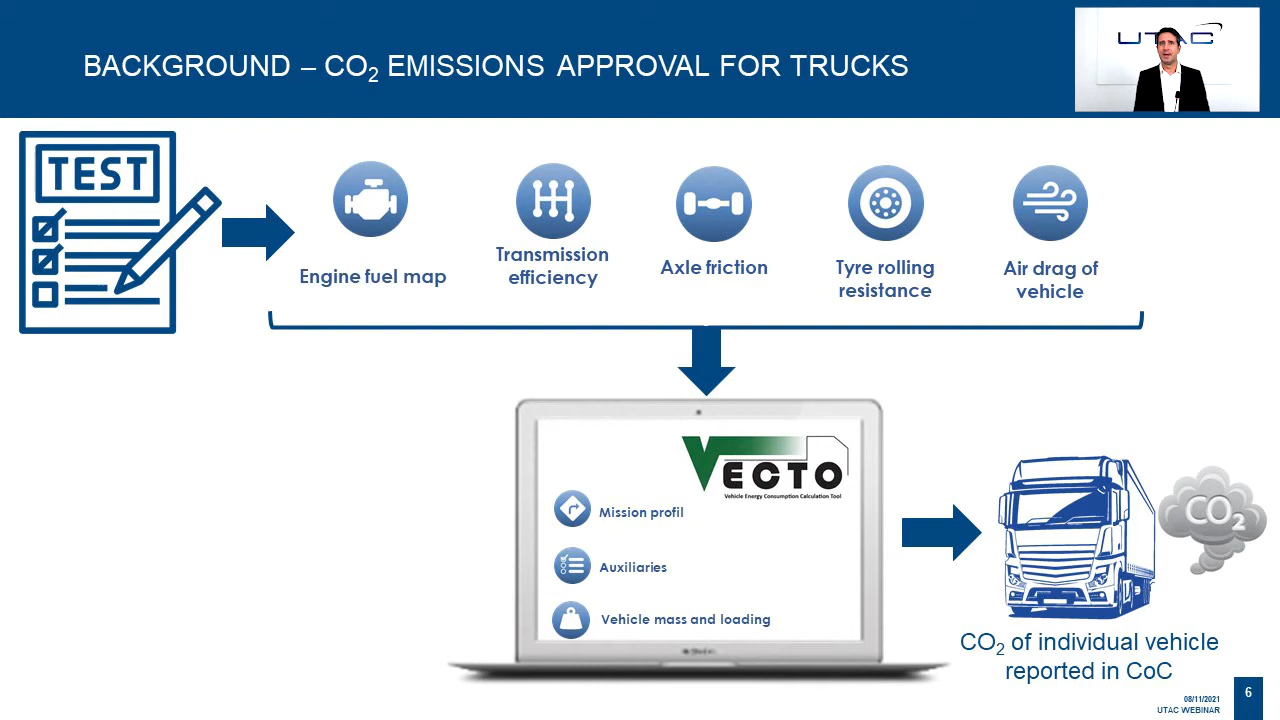 BACKGROUND – CO2 EMISSIONS APPROVAL FOR TRUCKS
UTAC
TEST
Engine fuel map
Transmission
efficiency
Axle friction
Tyre rolling
resistance
Air drag of
vehicle
VECTO
Vehicle Energy Consumption Calculation Tool
Mission profil
Auxiliaries
Vehicle mass and loading
CO2
CO2 of individual vehicle
reported in CoC
08/11/2021
UTAC WEBINAR
6